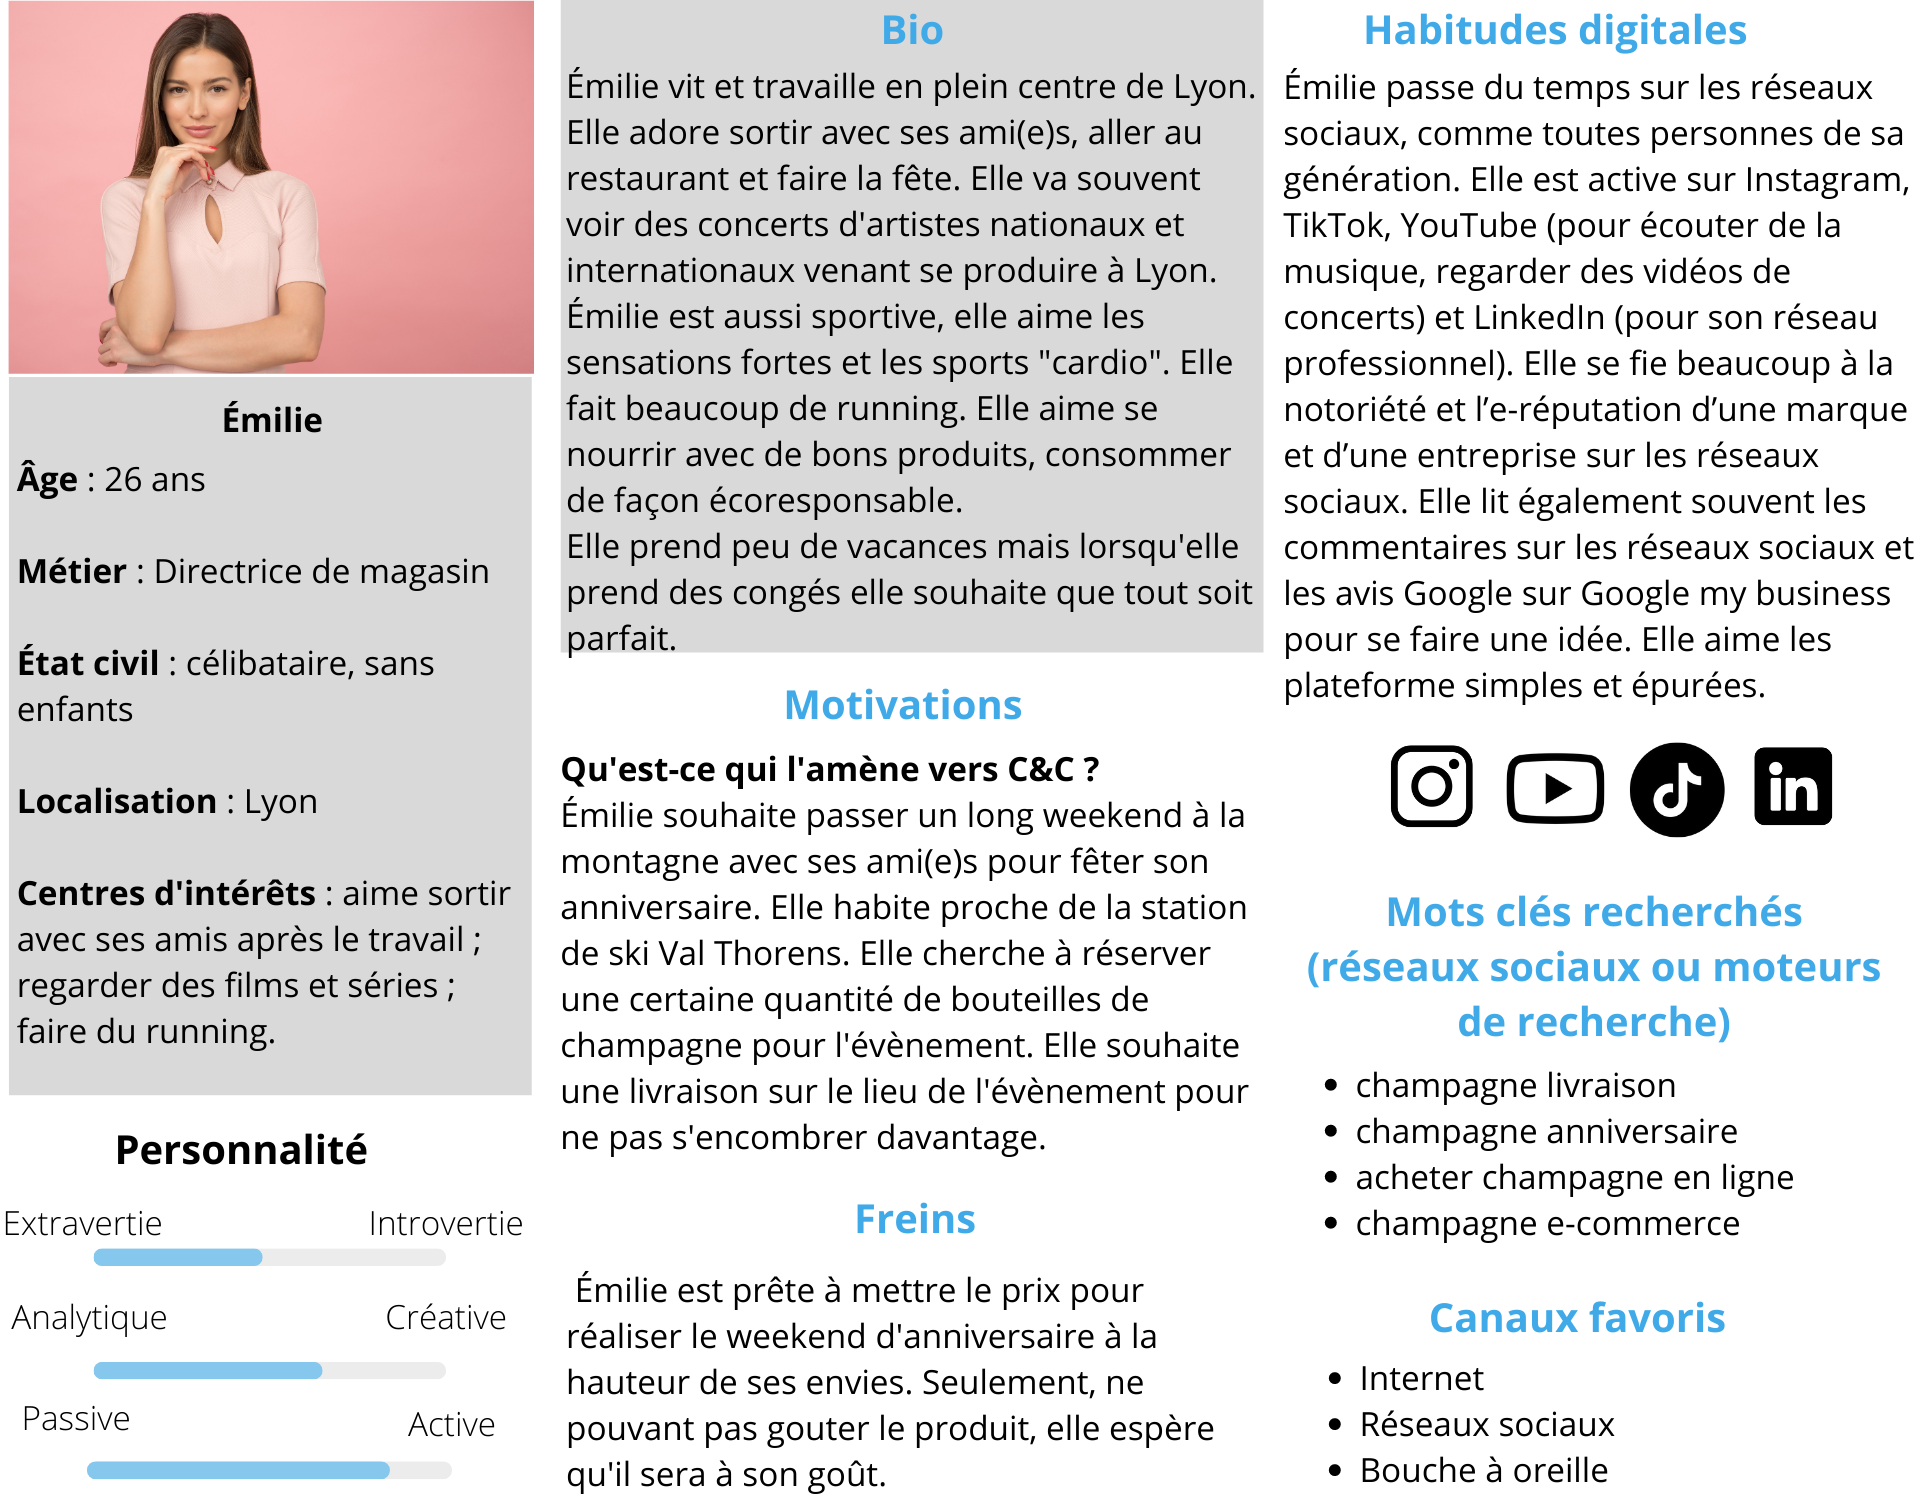 Émilie
Âge : 26 ans
Métier : Directrice de magasin
État civil : célibataire, sans
enfants
Localisation : Lyon
Centres d'intérêts : aime sortir
avec ses amis après le travail ;
regarder des films et séries ;
faire du running.
Personnalité
Extravertie Introvertie
Analytique Créative
Passive Active
Bio
Émilie vit et travaille en plein centre de Lyon.
Elle adore sortir avec ses ami(e)s, aller au
restaurant et faire la fête. Elle va souvent
voir des concerts d'artistes nationaux et
internationaux venant se produire à Lyon.
Émilie est aussi sportive, elle aime les
sensations fortes et les sports "cardio". Elle
fait beaucoup de running. Elle aime se
nourrir avec de bons produits, consommer
de façon écoresponsable.
Elle prend peu de vacances mais lorsqu'elle
prend des congés elle souhaite que tout soit
parfait.
Motivations
Qu'est-ce qui l'amène vers C&C ?
Émilie souhaite passer un long weekend à la
montagne avec ses ami(e)s pour fêter son
anniversaire. Elle habite proche de la station
de ski Val Thorens. Elle cherche à réserver
une certaine quantité de bouteilles de
champagne pour l'évènement. Elle souhaite
une livraison sur le lieu de l'évènement pour
ne pas s'encombrer davantage.
Freins
Émilie est prête à mettre le prix pour
réaliser le weekend d'anniversaire à la
hauteur de ses envies. Seulement, ne
pouvant pas gouter le produit, elle espère
qu'il sera à son goût.
Habitudes digitales
Émilie passe du temps sur les réseaux
sociaux, comme toutes personnes de sa
génération. Elle est active sur Instagram,
TikTok, YouTube (pour écouter de la
musique, regarder des vidéos de
concerts) et LinkedIn (pour son réseau
professionnel). Elle se fie beaucoup à la
notoriété et l’e-réputation d’une marque
et d’une entreprise sur les réseaux
sociaux. Elle lit également souvent les
commentaires sur les réseaux sociaux et
les avis Google sur Google my business
pour se faire une idée. Elle aime les
plateforme simples et épurées.
in
Mots clés recherchés
(réseaux sociaux ou moteurs
de recherche)
• champagne livraison
• champagne anniversaire
• acheter champagne en ligne
• champagne e-commerce
Canaux favoris
• Internet
• Réseaux sociaux
• Bouche à oreille